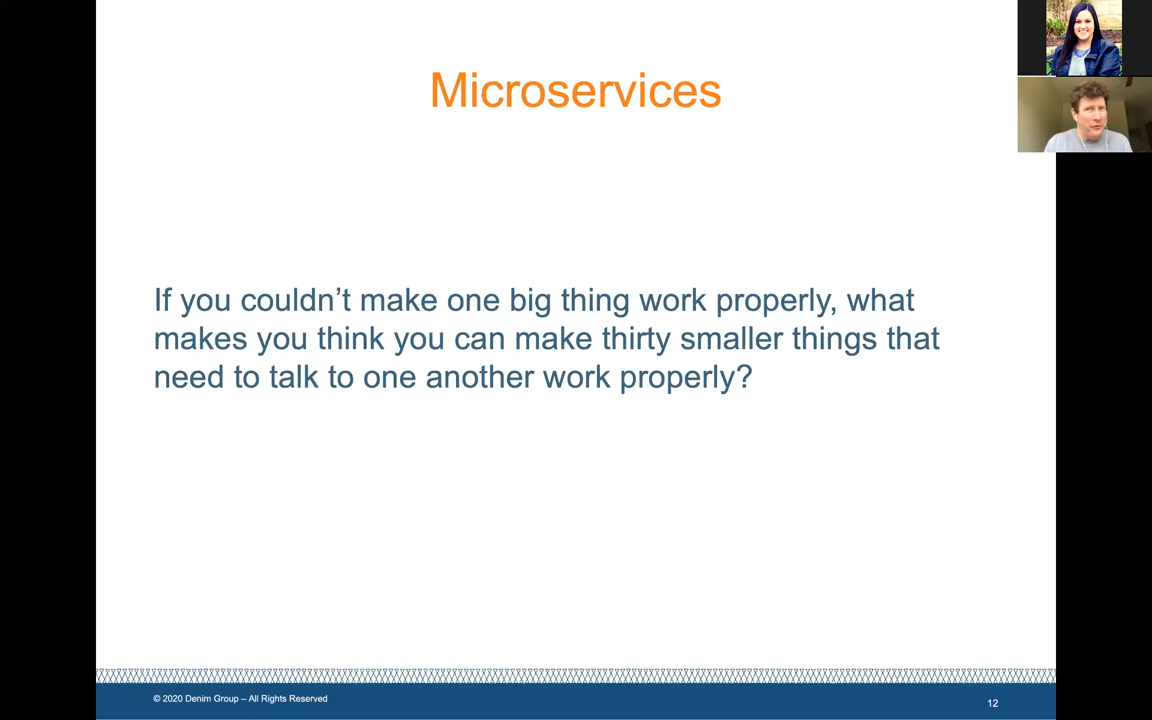 Microservices
If you couldn’t make one big thing work properly, what
makes you think you can make thirty smaller things that
need to talk to one another work properly?
© 2020 Denim Group – All Rights Reserved
12